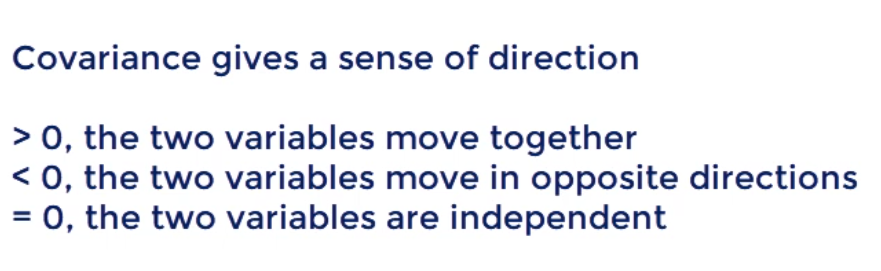 Covariance gives a sense of direction
> 0, the two variables move together
< 0, the two variables move in opposite directions
= 0, the two variables are independent